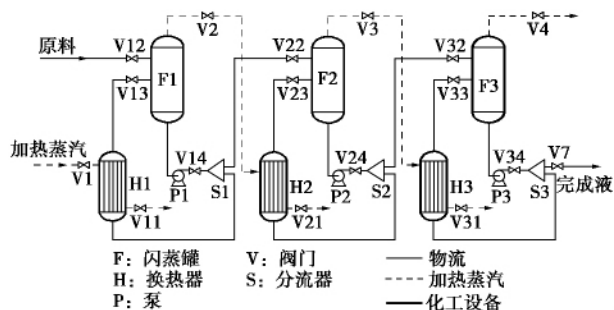 V2 V3 V4
原料 V12 V22 V32
F1 F2 F3
V13 V23 V33
加热蒸汽 V14 V24 V34 V7
V1 H1 P1 S1 H2 P2 S2 H3 P3 S3 完成液
V11 V21 V31
F：闪蒸罐 V：阀门 物流
H：换热器 S：分流器 加热蒸汽
P：泵 化工设备